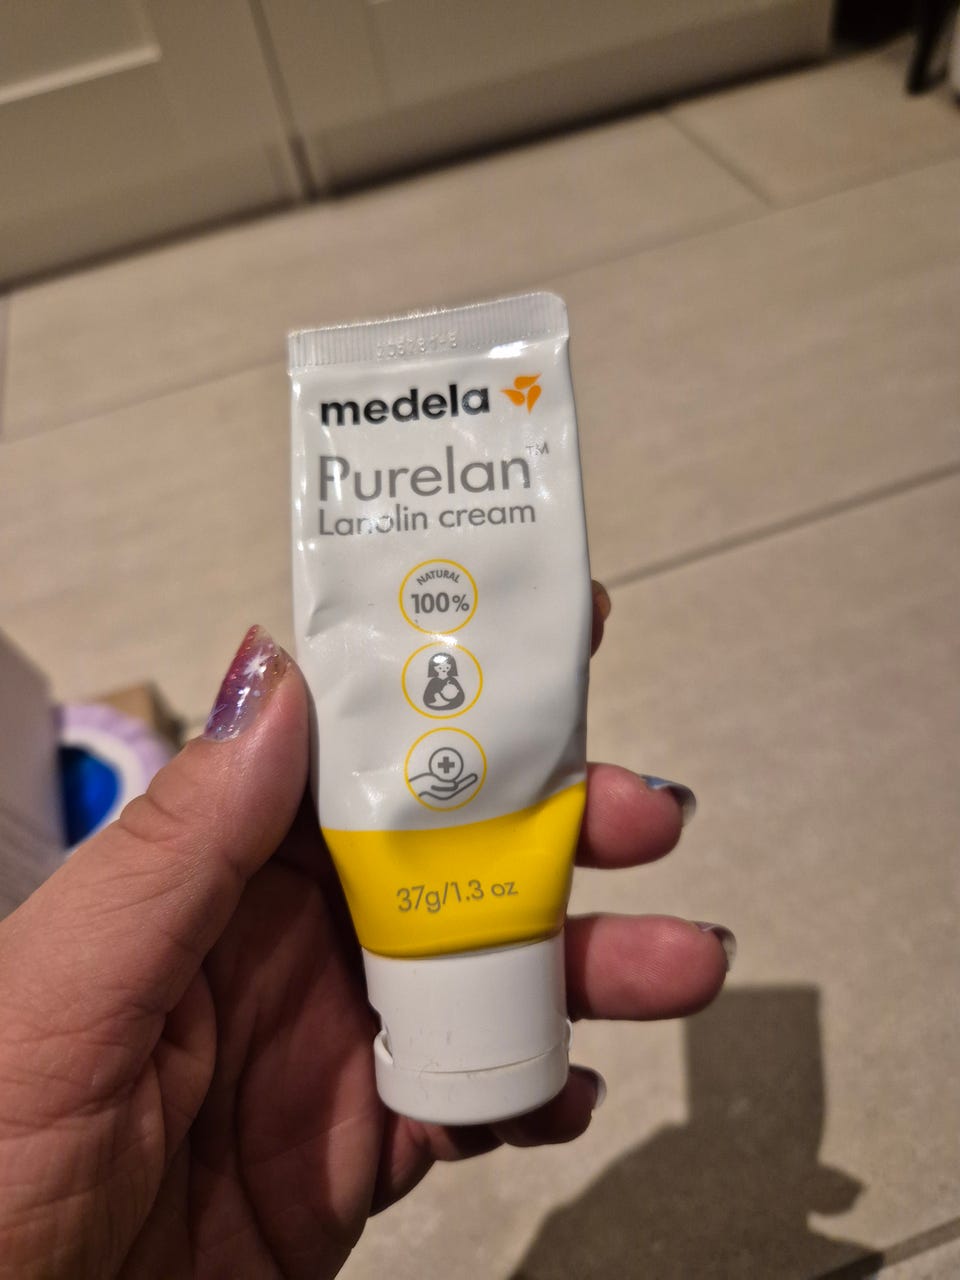 medela
Purelan™
Lanolin cream
NATURAL
100%
37g/1.3 oz